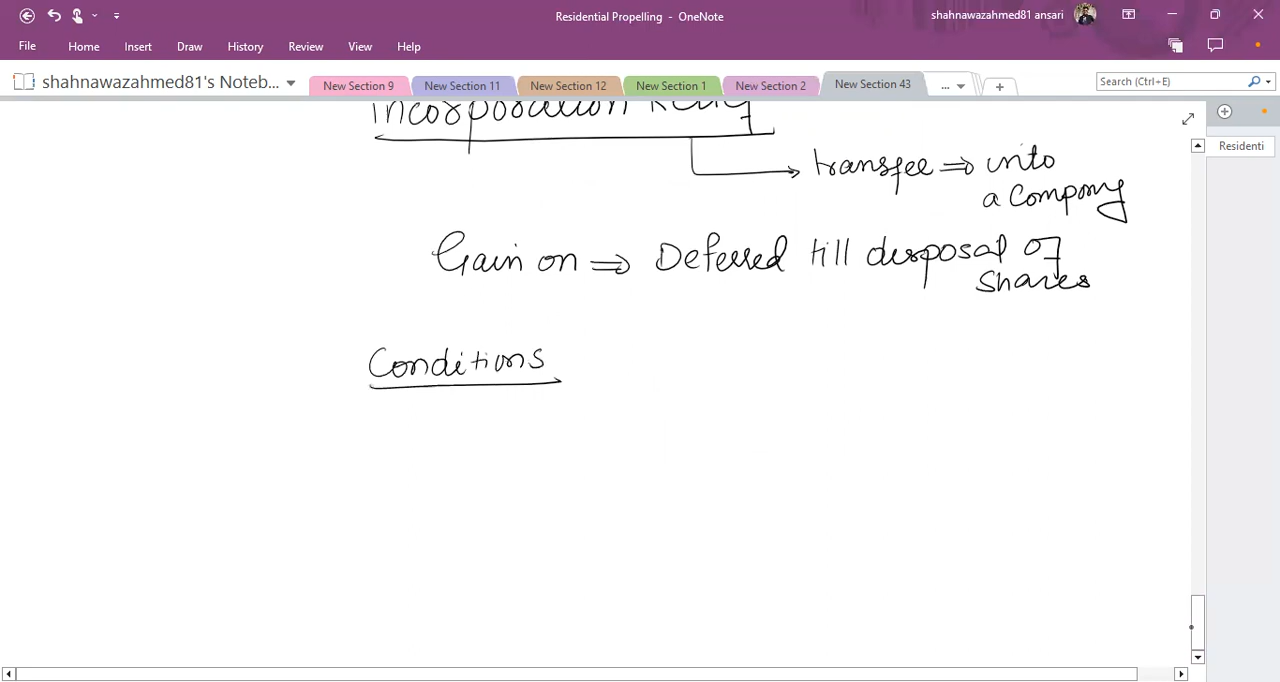 Residential Propelling - OneNote
shahnawazahmed81 ansari
File Home Insert Draw History Review View Help
shahnawazahmed81's Noteb...
New Section 9 New Section 11 New Section 12 New Section 1 New Section 2 New Section 43 ...
Search (Ctrl+E)
Residenti
Incorporation Relief
transfer ⇒ into
a Company
Gain on ⇒ Deferred till disposal of
shares
Conditions